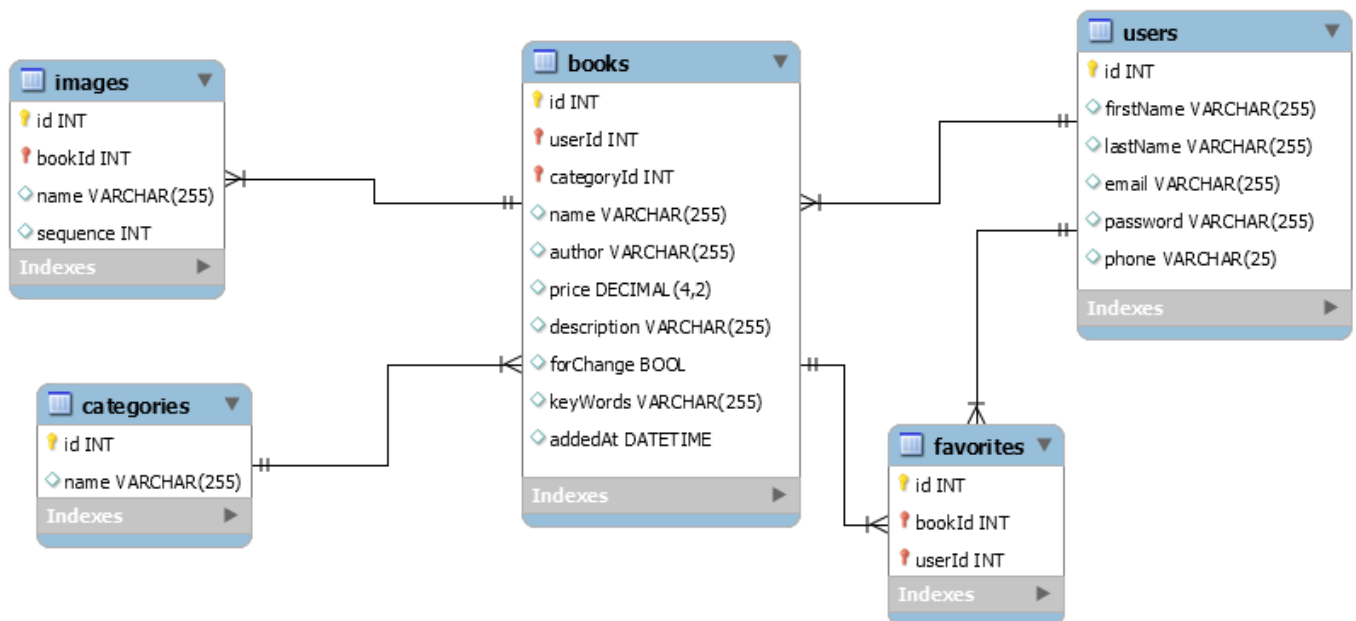 images
id INT
bookId INT
name VARCHAR(255)
sequence INT
Indexes
categories
id INT
name VARCHAR(255)
Indexes
books
id INT
userId INT
categoryId INT
name VARCHAR(255)
author VARCHAR(255)
price DECIMAL(4,2)
description VARCHAR(255)
forChange BOOL
keyWords VARCHAR(255)
addedAt DATETIME
Indexes
users
id INT
firstName VARCHAR(255)
lastName VARCHAR(255)
email VARCHAR(255)
password VARCHAR(255)
phone VARCHAR(25)
Indexes
favorites
id INT
bookId INT
userId INT
Indexes